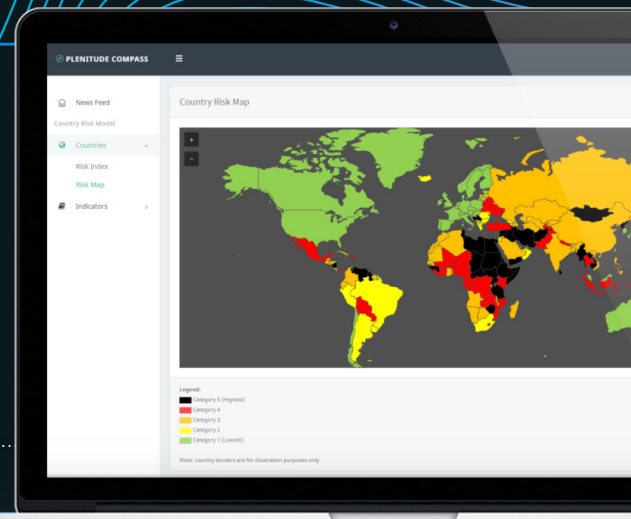 PLENITUDE COMPASS
News Feed
Country Risk Model
Countries
Risk Index
Risk Map
Indicators
Country Risk Map
+
-
Legend:
Category 5 (Highest)
Category 4
Category 3
Category 2
Category 1 (Lowest)
Note: country borders are for illustration purposes only